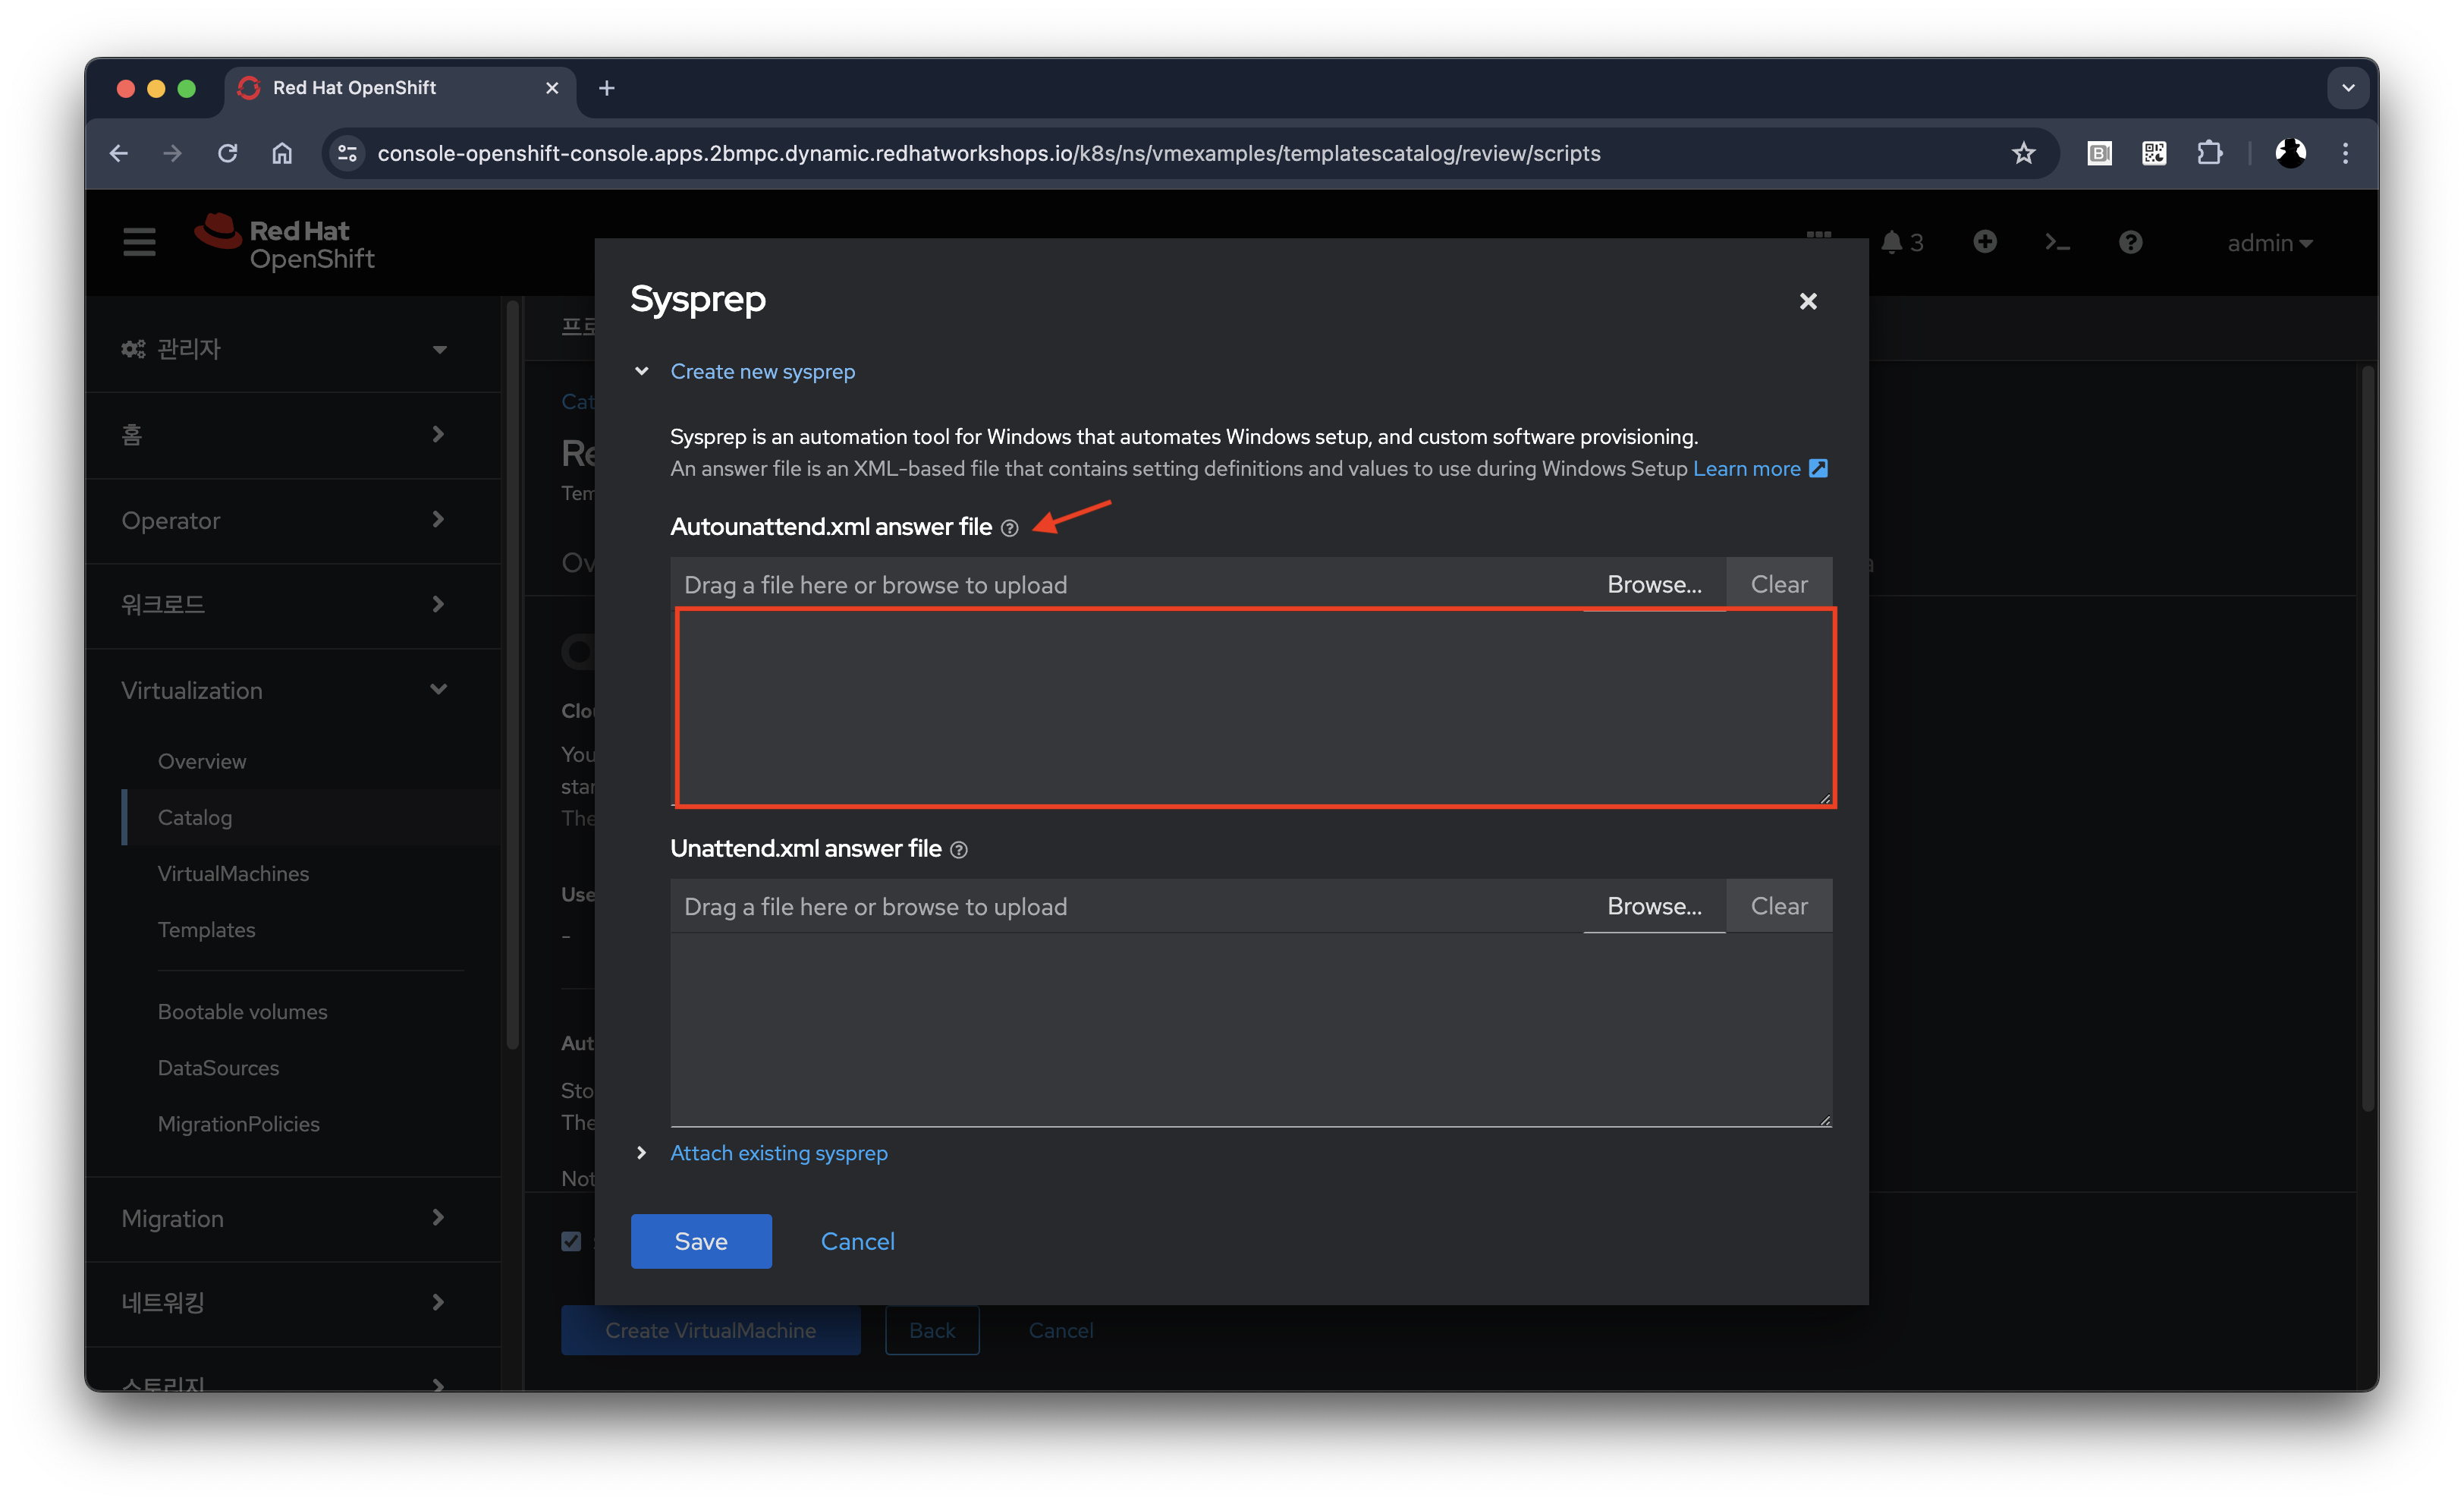 Red Hat OpenShift
console-openshift-console.apps.2bmpc.dynamic.redhatworkshops.io/k8s/ns/vmexamples/templatescatalog/review/scripts
Red Hat
OpenShift
3
admin
관리자
홈
Operator
워크로드
Virtualization
Overview
Catalog
VirtualMachines
Templates
Bootable volumes
DataSources
MigrationPolicies
Migration
네트워킹
스토리지
Sysprep
Create new sysprep
Sysprep is an automation tool for Windows that automates Windows setup, and custom software provisioning.
An answer file is an XML-based file that contains setting definitions and values to use during Windows Setup Learn more
Autounattend.xml answer file
Drag a file here or browse to upload Browse... Clear
Unattend.xml answer file
Drag a file here or browse to upload Browse... Clear
Attach existing sysprep
Save Cancel
Create VirtualMachine Back Cancel